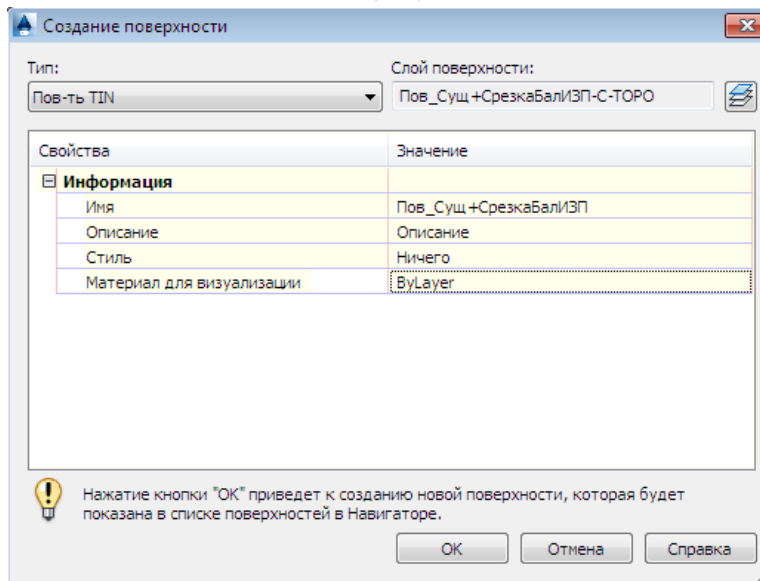 Создание поверхности
Тип:
Слой поверхности:
Пов-ть TIN
Пов_Сущ+СрезкаБалИЗП-C-TOPO
Свойства
Значение
Информация
Имя
Пов_Сущ+СрезкаБалИЗП
Описание
Описание
Стиль
Ничего
Материал для визуализации
ByLayer
Нажатие кнопки "ОК" приведет к созданию новой поверхности, которая будет
показана в списке поверхностей в Навигаторе.
ОК
Отмена
Справка